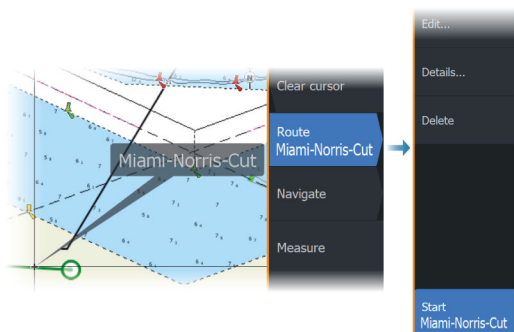 Miami-Norris-Cut
Clear cursor
Route
Miami-Norris-Cut
Navigate
Measure
Edit...
Details...
Delete
Start
Miami-Norris-Cut